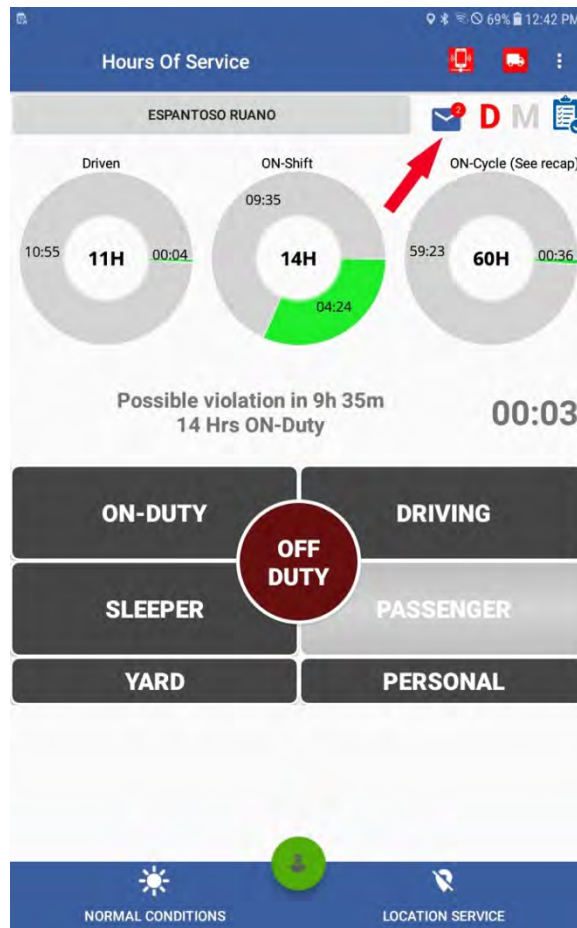 69% 12:42 PM
Hours Of Service
ESPANTOSO RUANO
2
D M
Driven
ON-Shift
ON-Cycle (See recap)
10:55
11H
00:04
09:35
14H
04:24
59:23
60H
00:36
Possible violation in 9h 35m
14 Hrs ON-Duty
00:03
ON-DUTY
DRIVING
OFF
DUTY
SLEEPER
PASSENGER
YARD
PERSONAL
NORMAL CONDITIONS
LOCATION SERVICE